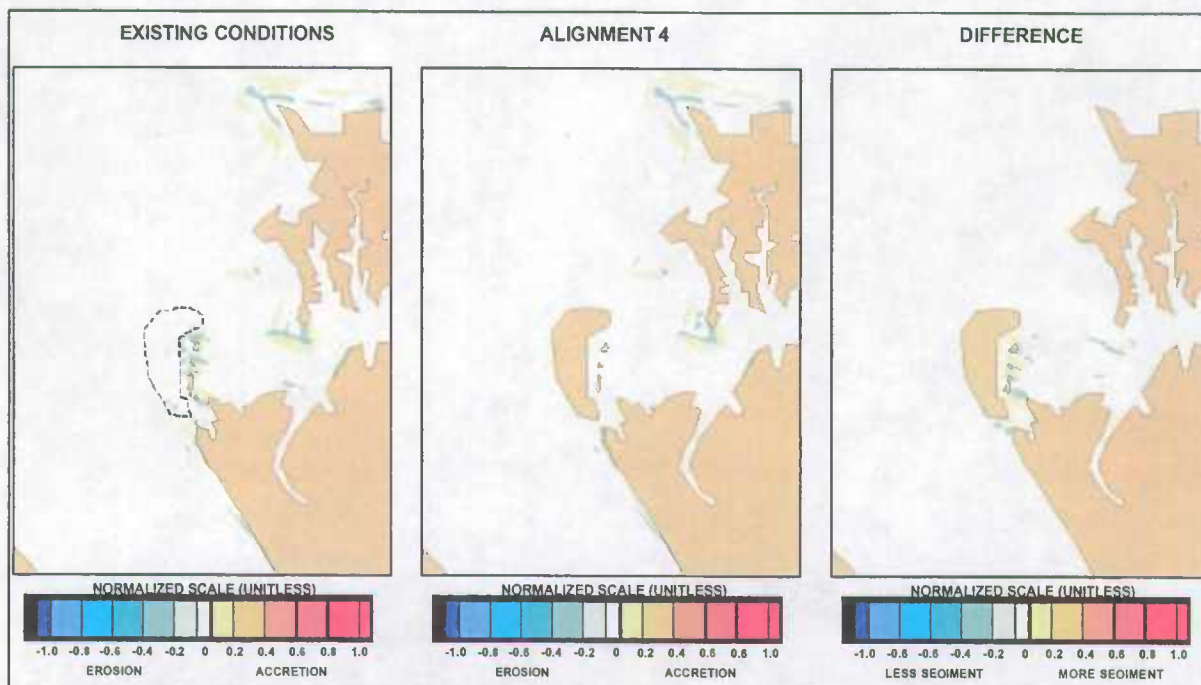 EXISTING CONDITIONS
NORMALIZED SCALE (UNITLESS)
-1.0 -0.8 -0.6 -0.4 -0.2 0 0.2 0.4 0.6 0.8 1.0
EROSION ACCRETION
ALIGNMENT 4
NORMALIZED SCALE (UNITLESS)
-1.0 -0.8 -0.6 -0.4 -0.2 0 0.2 0.4 0.6 0.8 1.0
EROSION ACCRETION
DIFFERENCE
NORMALIZED SCALE (UNITLESS)
-1.0 -0.8 -0.6 -0.4 -0.2 0 0.2 0.4 0.6 0.8 1.0
LESS SEDIMENT MORE SEDIMENT